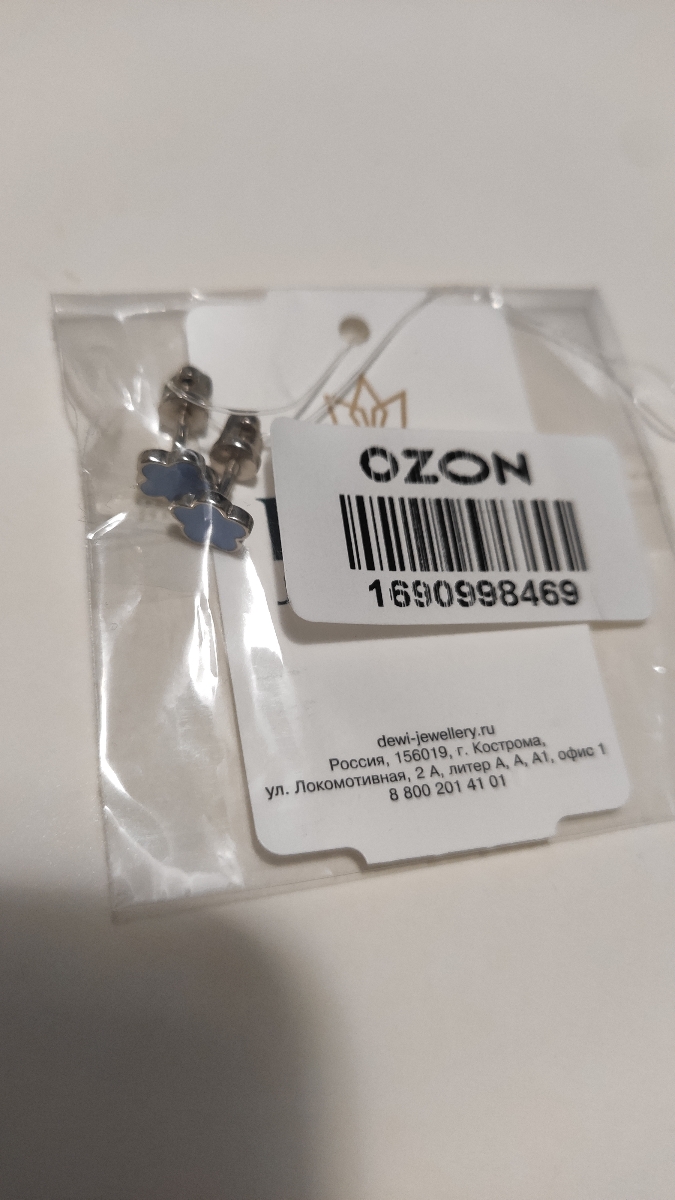 OZON
1690998469
dewi-jewellery.ru
Россия, 156019, г. Кострома,
ул. Локомотивная, 2 А, литер А, А, А1, офис 1
8 800 201 41 01